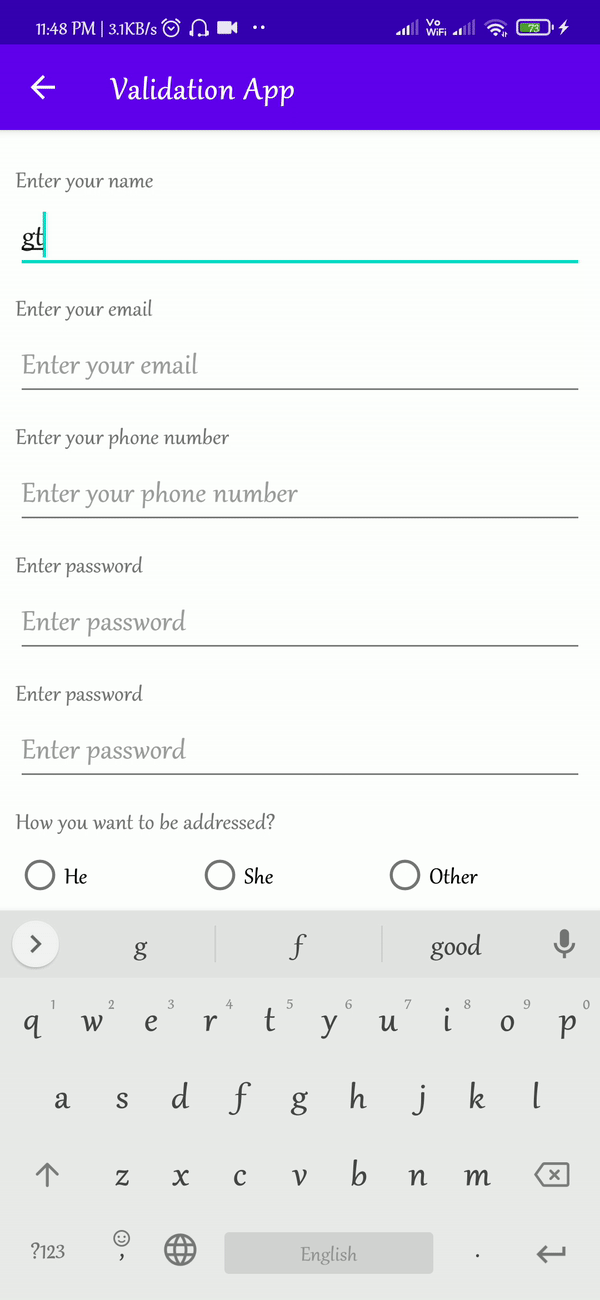 11:48 PM | 3.1KB/s Vo WiFi 73
Validation App
Enter your name
gt
Enter your email
Enter your email
Enter your phone number
Enter your phone number
Enter password
Enter password
Enter password
Enter password
How you want to be addressed?
He She Other
g f good
1 2 3 4 5 6 7 8 9 0
q w e r t y u i o p
a s d f g h j k l
z x c v b n m
?123 , English .